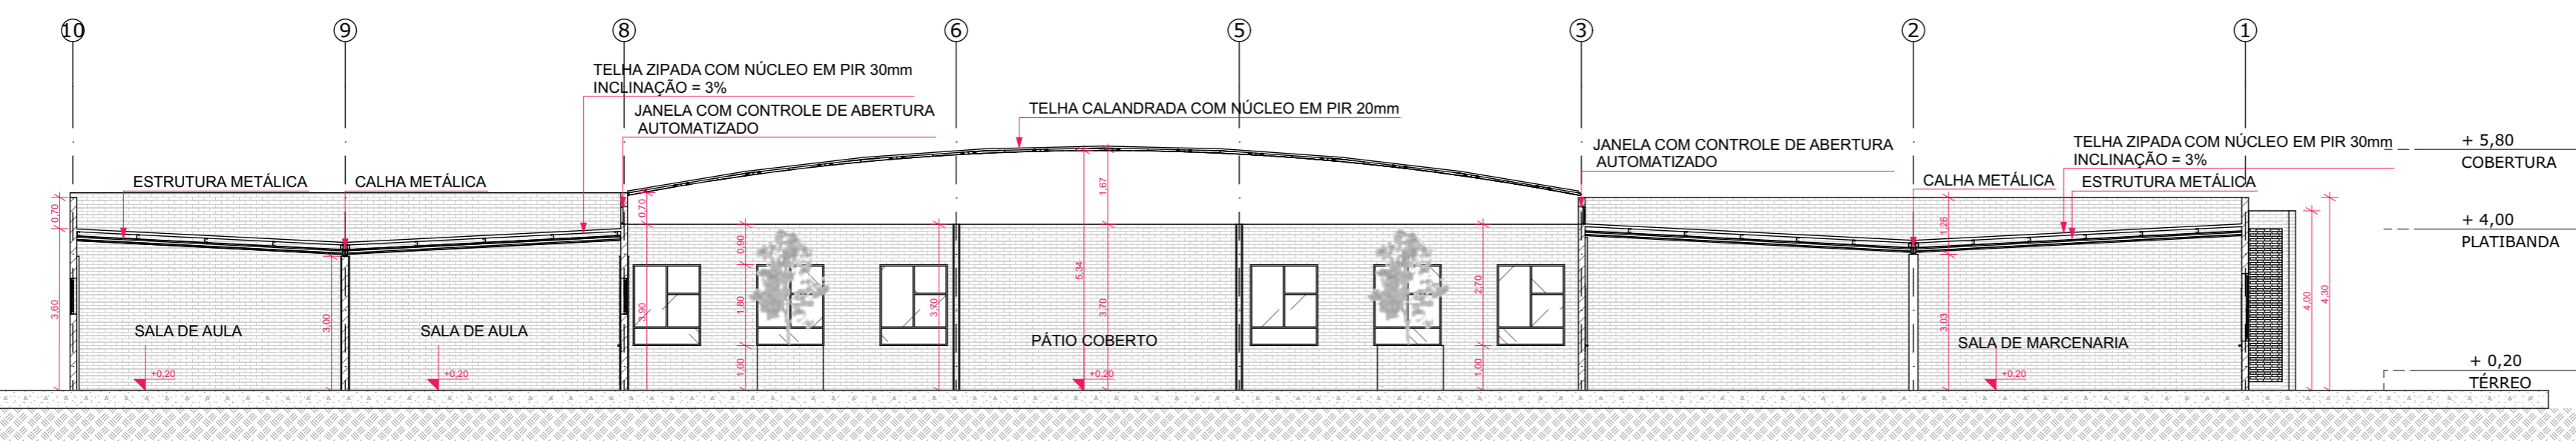 10 9 8 6 5 3 2 1
TELHA ZIPADA COM NÚCLEO EM PIR 30mm
INCLINAÇÃO = 3%
JANELA COM CONTROLE DE ABERTURA
AUTOMATIZADO
TELHA CALANDRADA COM NÚCLEO EM PIR 20mm
JANELA COM CONTROLE DE ABERTURA
AUTOMATIZADO
TELHA ZIPADA COM NÚCLEO EM PIR 30mm
INCLINAÇÃO = 3%
+ 5,80
COBERTURA
ESTRUTURA METÁLICA
CALHA METÁLICA
CALHA METÁLICA
ESTRUTURA METÁLICA
+ 4,00
PLATIBANDA
0,70
3,60
3,00
0,70
3,90
0,90
1,80
1,00
3,70
5,34
1,67
3,70
2,70
1,00
1,26
3,03
4,00
4,30
SALA DE AULA
SALA DE AULA
PÁTIO COBERTO
SALA DE MARCENARIA
+0,20
+0,20
+0,20
+0,20
+ 0,20
TÉRREO